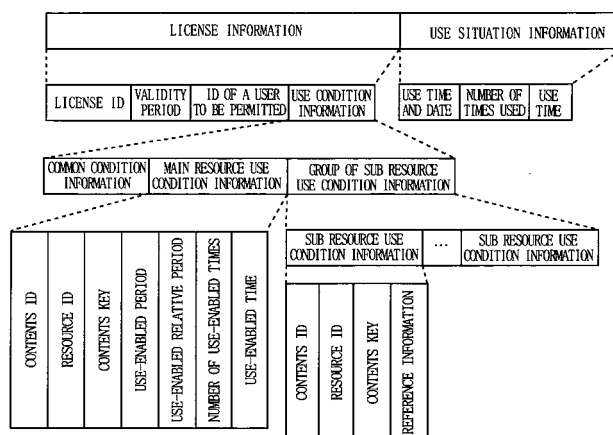 LICENSE INFORMATION
USE SITUATION INFORMATION
LICENSE ID
VALIDITY
PERIOD
ID OF A USER
TO BE PERMITTED
USE CONDITION
INFORMATION
USE TIME
AND DATE
NUMBER OF
TIMES USED
USE
TIME
COMMON CONDITION
INFORMATION
MAIN RESOURCE USE
CONDITION INFORMATION
GROUP OF SUB RESOURCE
USE CONDITION INFORMATION
CONTENTS ID
RESOURCE ID
CONTENTS KEY
USE-ENABLED PERIOD
USE-ENABLED RELATIVE PERIOD
NUMBER OF USE-ENABLED TIMES
USE-ENABLED TIME
SUB RESOURCE USE
CONDITION INFORMATION
...
SUB RESOURCE USE
CONDITION INFORMATION
CONTENTS ID
RESOURCE ID
CONTENTS KEY
REFERENCE INFORMATION